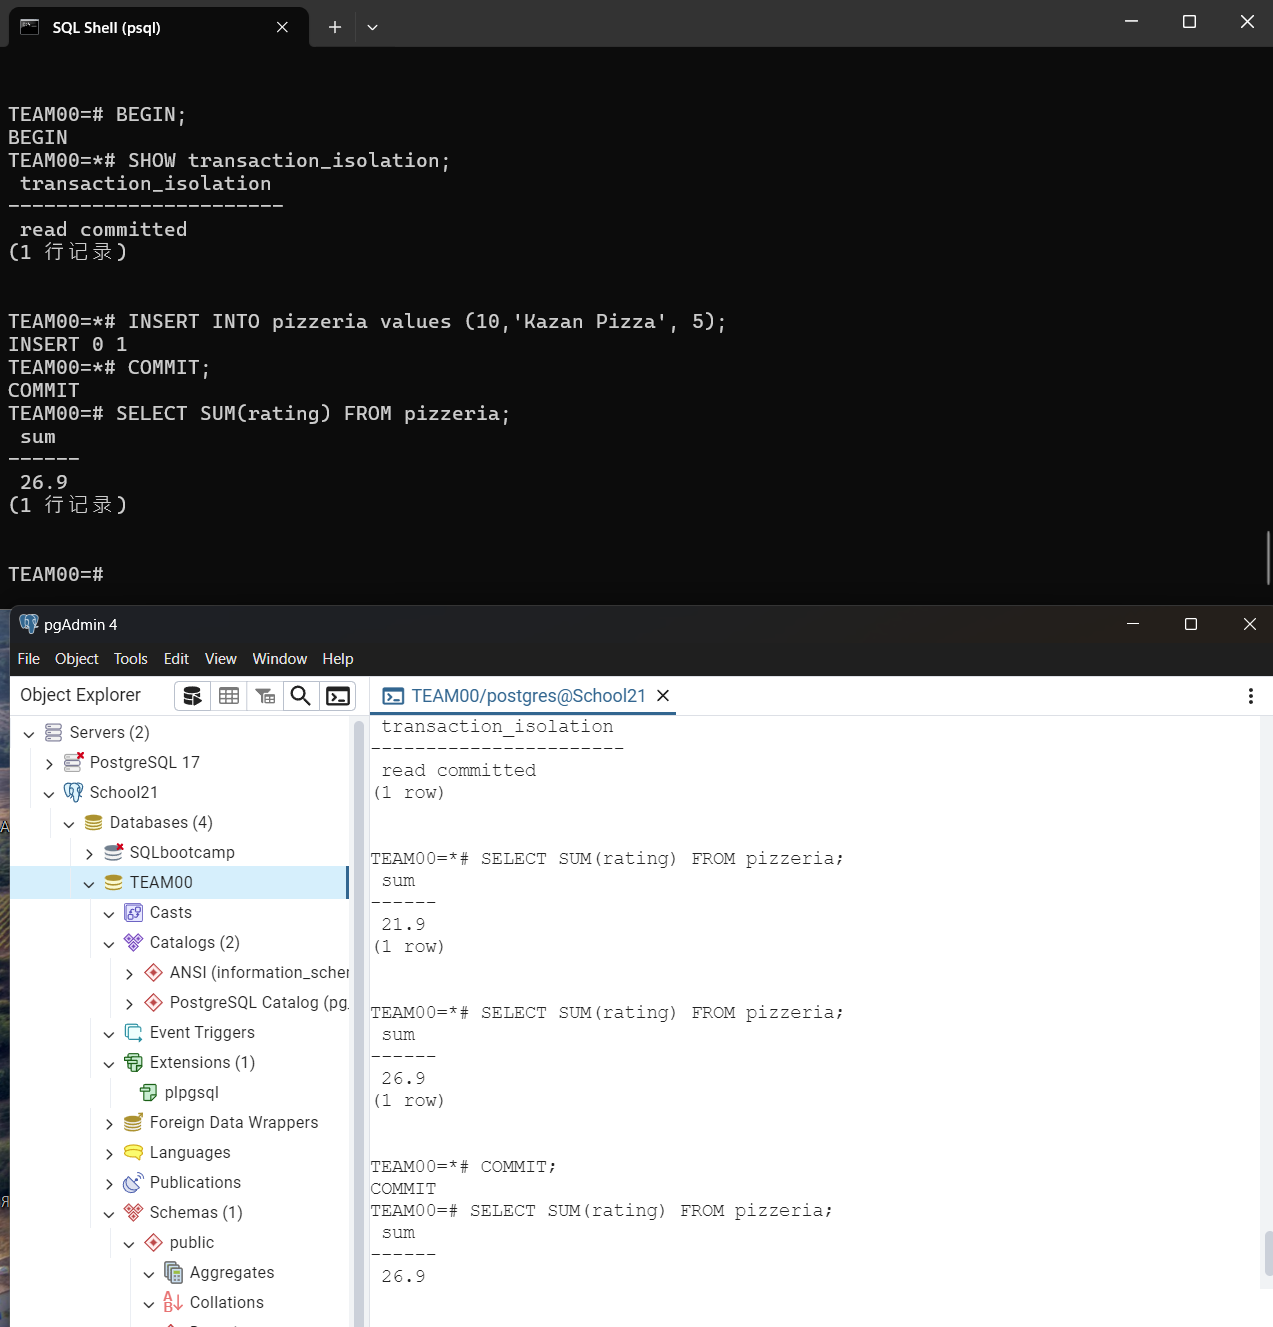 SQL Shell (psql)
TEAM00=# BEGIN;
BEGIN
TEAM00=*# SHOW transaction_isolation;
transaction_isolation
-----------------------
read committed
(1 行记录)
TEAM00=*# INSERT INTO pizzeria values (10,'Kazan Pizza', 5);
INSERT 0 1
TEAM00=*# COMMIT;
COMMIT
TEAM00=# SELECT SUM(rating) FROM pizzeria;
sum
------
26.9
(1 行记录)
TEAM00=#
pgAdmin 4
File Object Tools Edit View Window Help
Object Explorer
Servers (2)
PostgreSQL 17
School21
Databases (4)
SQLbootcamp
TEAM00
Casts
Catalogs (2)
ANSI (information_scher
PostgreSQL Catalog (pg_
Event Triggers
Extensions (1)
plpgsql
Foreign Data Wrappers
Languages
Publications
Schemas (1)
public
Aggregates
Collations
TEAM00/postgres@School21
transaction_isolation
-----------------------
read committed
(1 row)
TEAM00=*# SELECT SUM(rating) FROM pizzeria;
sum
------
21.9
(1 row)
TEAM00=*# SELECT SUM(rating) FROM pizzeria;
sum
------
26.9
(1 row)
TEAM00=*# COMMIT;
COMMIT
TEAM00=# SELECT SUM(rating) FROM pizzeria;
sum
------
26.9